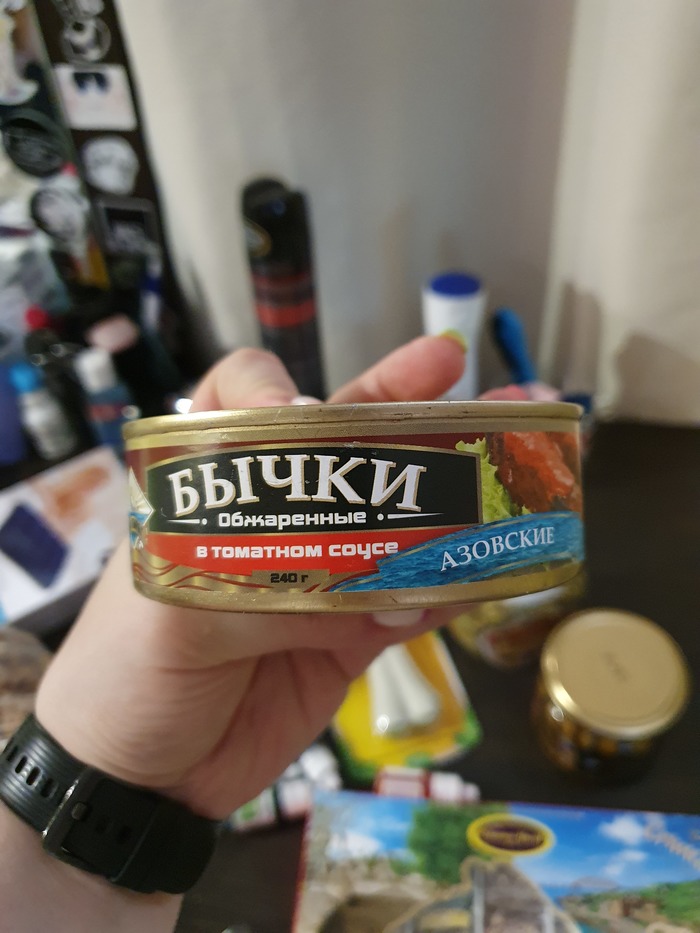 БЫЧКИ
Обжаренные
в томатном соусе
АЗОВСКИЕ
240 г